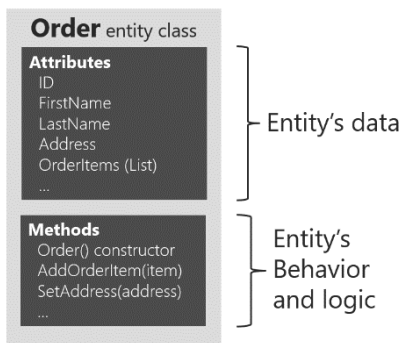 Order entity class
Attributes
ID
FirstName
LastName
Address
OrderItems (List)
...
Entity's data
Methods
Order() constructor
AddOrderItem(item)
SetAddress(address)
...
Entity's
Behavior
and logic